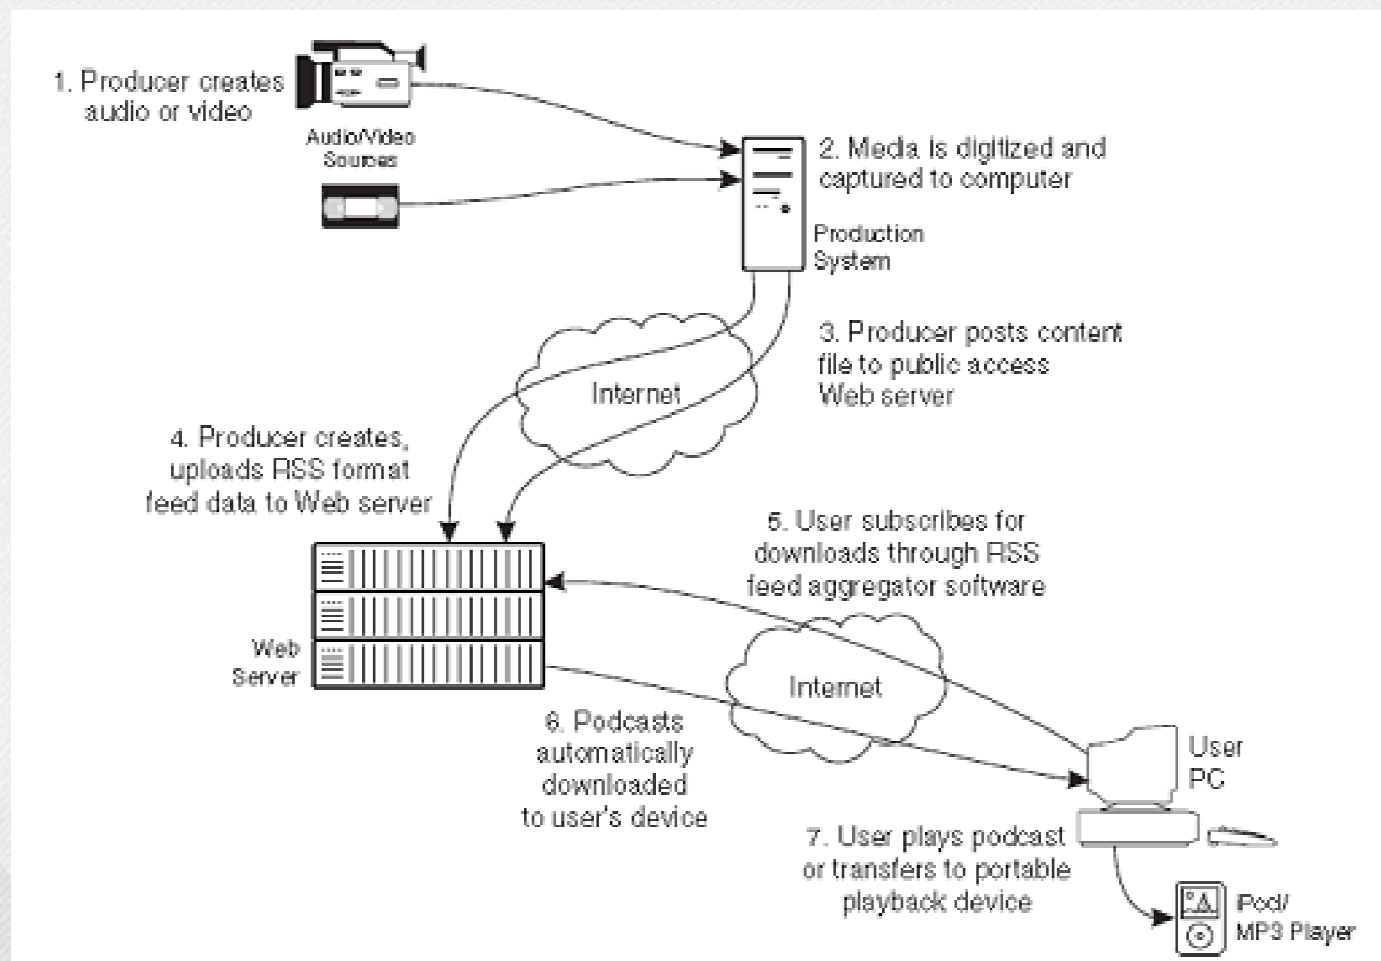 1. Producer creates
audio or video
Audio/Video
Sources
2. Media is digitized and
captured to computer
Production
System
3. Producer posts content
file to public access
Web server
Internet
4. Producer creates,
uploads RSS format
feed data to Web server
5. User subscribes for
downloads through RSS
feed aggregator software
Web
Server
Internet
6. Podcasts
automatically
downloaded
to user's device
User
PC
7. User plays podcast
or transfers to portable
playback device
iPod/
MP3 Player